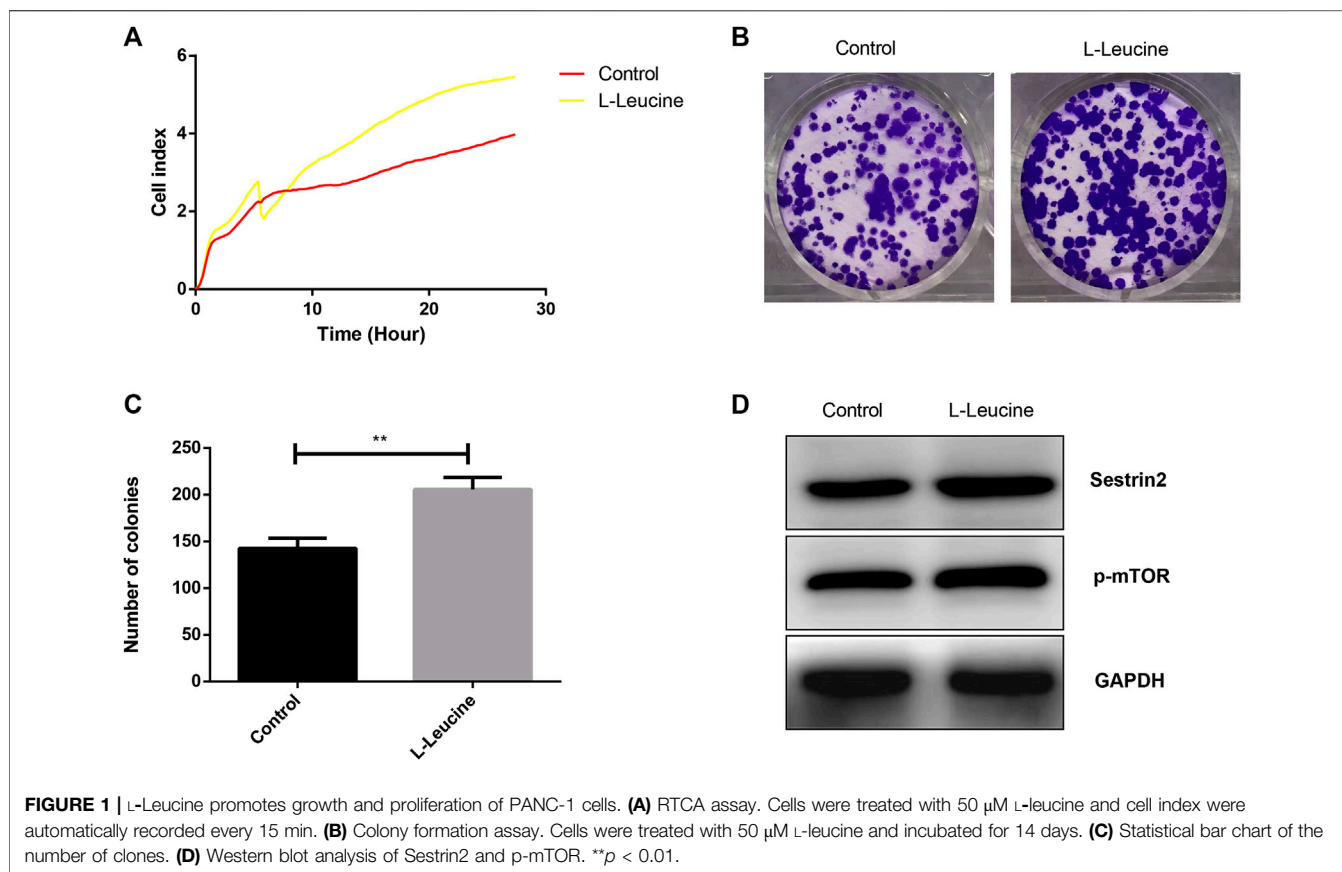 A
6
4
2
0
Cell index
0
10
20
30
Time (Hour)
Control
L-Leucine
B
Control
L-Leucine
C
**
250
200
150
100
50
0
Number of colonies
Control
L-Leucine
D
Control
L-Leucine
Sestrin2
p-mTOR
GAPDH
FIGURE 1 | L-Leucine promotes growth and proliferation of PANC-1 cells. (A) RTCA assay. Cells were treated with 50 μM L-leucine and cell index were
automatically recorded every 15 min. (B) Colony formation assay. Cells were treated with 50 μM L-leucine and incubated for 14 days. (C) Statistical bar chart of the
number of clones. (D) Western blot analysis of Sestrin2 and p-mTOR. **p < 0.01.